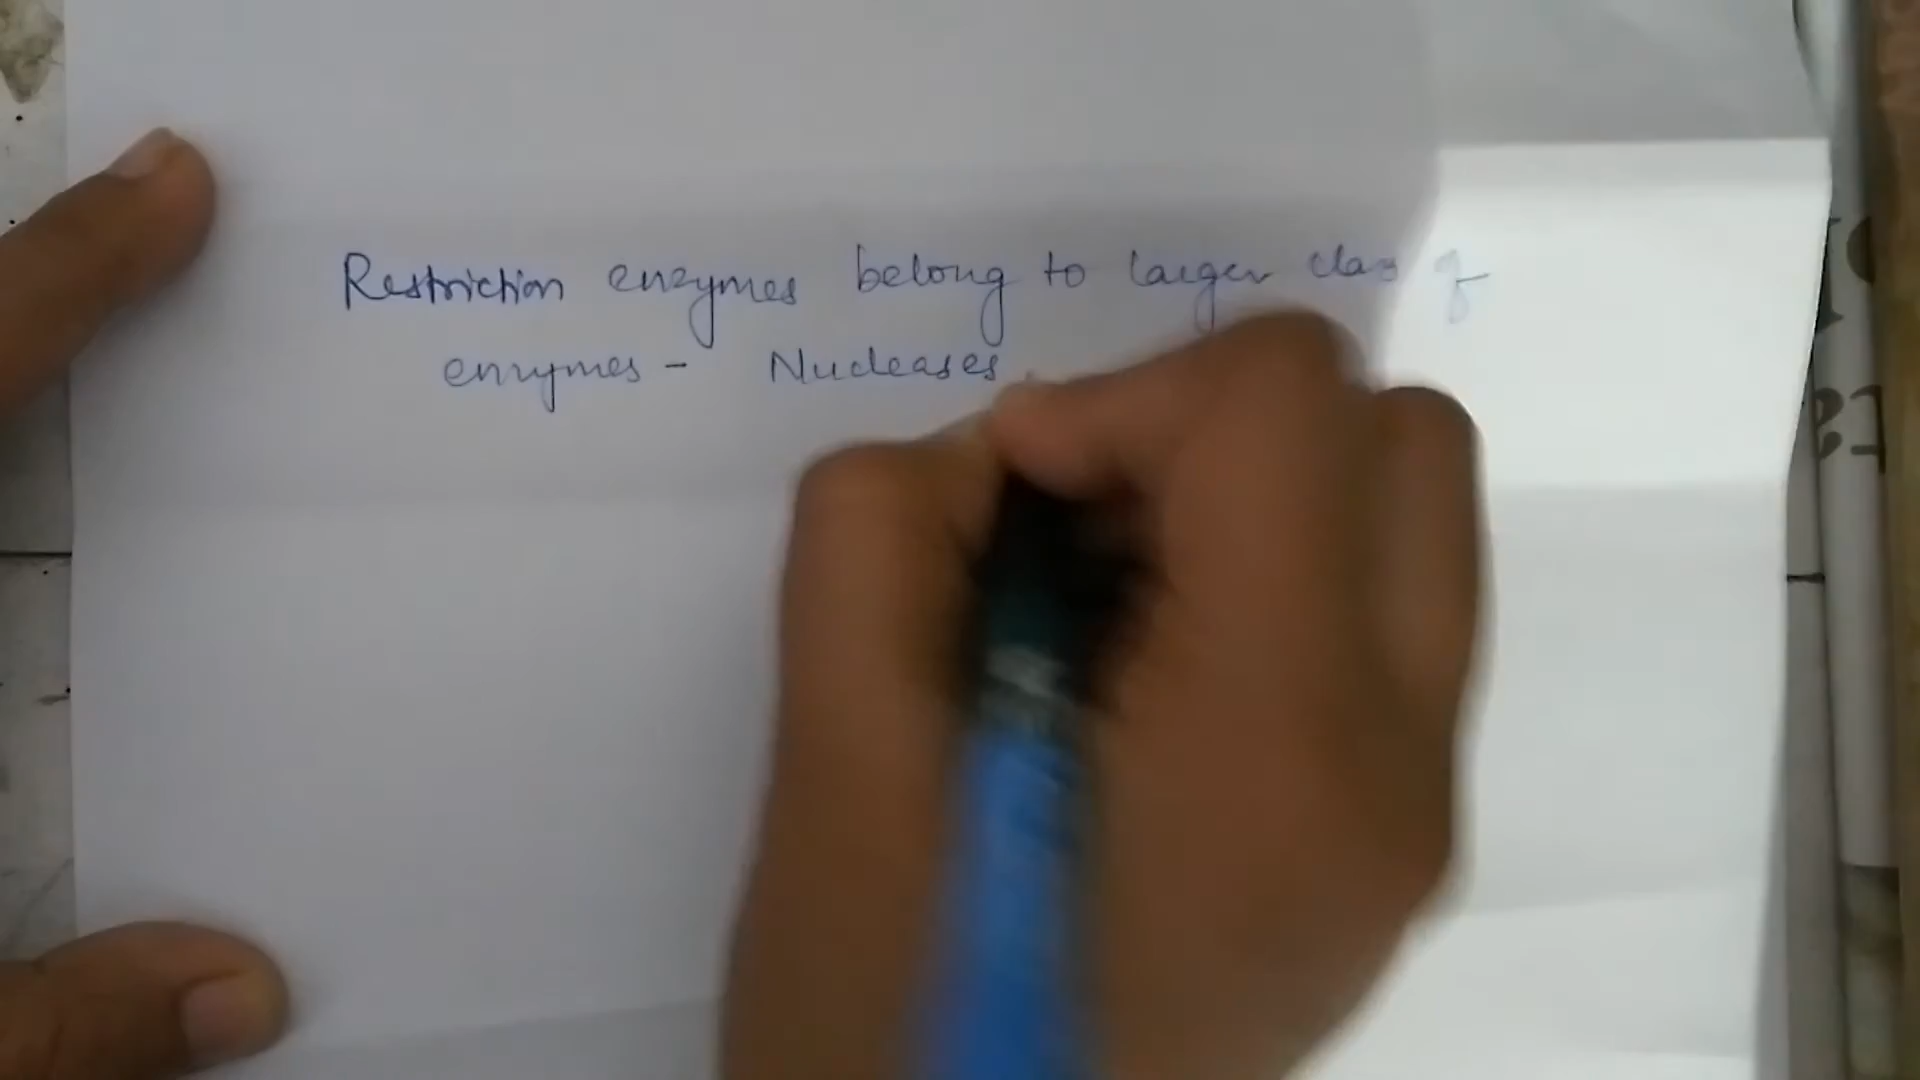 Restriction enzymes belong to larger class of
enzymes - Nucleases.